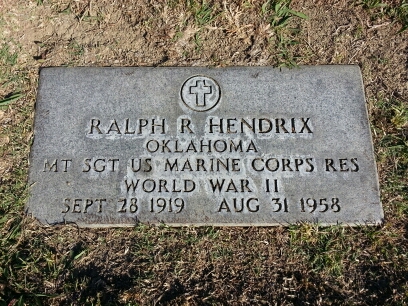 RALPH R HENDRIX
OKLAHOMA
MT SGT US MARINE CORPS RES
WORLD WAR II
SEPT 28 1919 AUG 31 1958